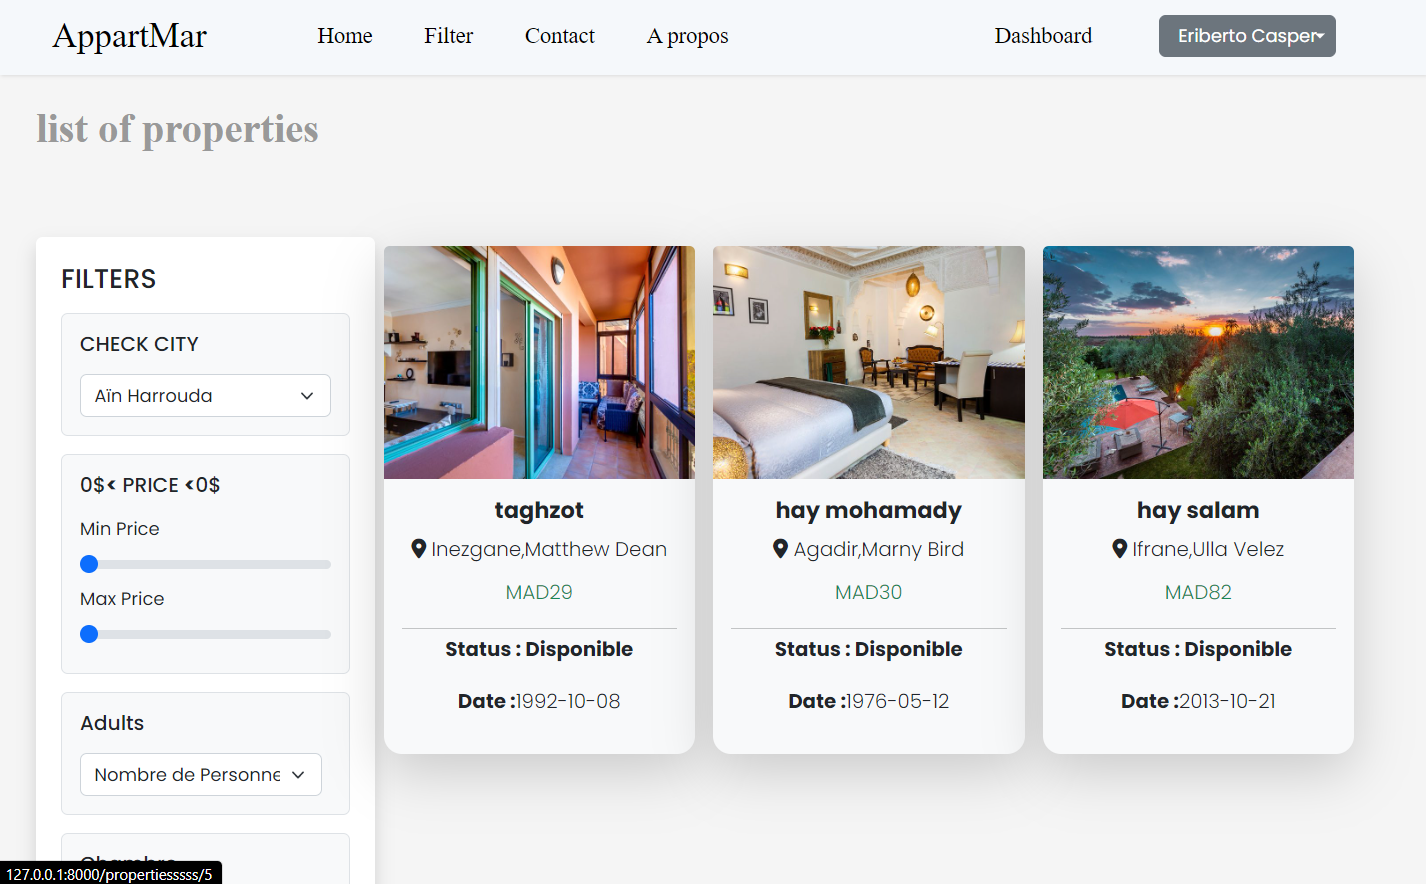 AppartMar
Home
Filter
Contact
A propos
Dashboard
Eriberto Casper
list of properties
FILTERS
CHECK CITY
Aïn Harrouda
0$< PRICE <0$
Min Price
Max Price
Adults
Nombre de Personne
taghzot
Inezgane,Matthew Dean
MAD29
Status : Disponible
Date :1992-10-08
hay mohamady
Agadir,Marny Bird
MAD30
Status : Disponible
Date :1976-05-12
hay salam
Ifrane,Ulla Velez
MAD82
Status : Disponible
Date :2013-10-21
127.0.0.1:8000/propertiesssss/5